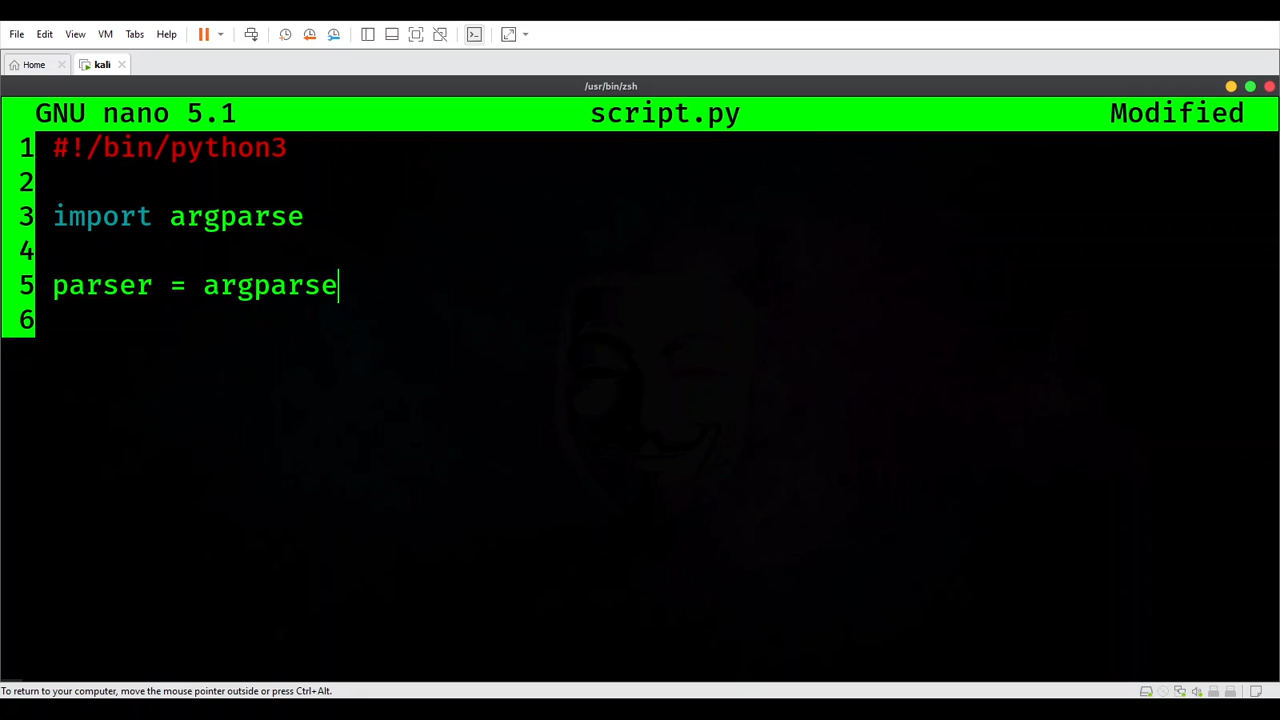 File Edit View VM Tabs Help
Home kali
/usr/bin/zsh
GNU nano 5.1 script.py Modified
1 #!/bin/python3
2
3 import argparse
4
5 parser = argparse
6
To return to your computer, move the mouse pointer outside or press Ctrl+Alt.